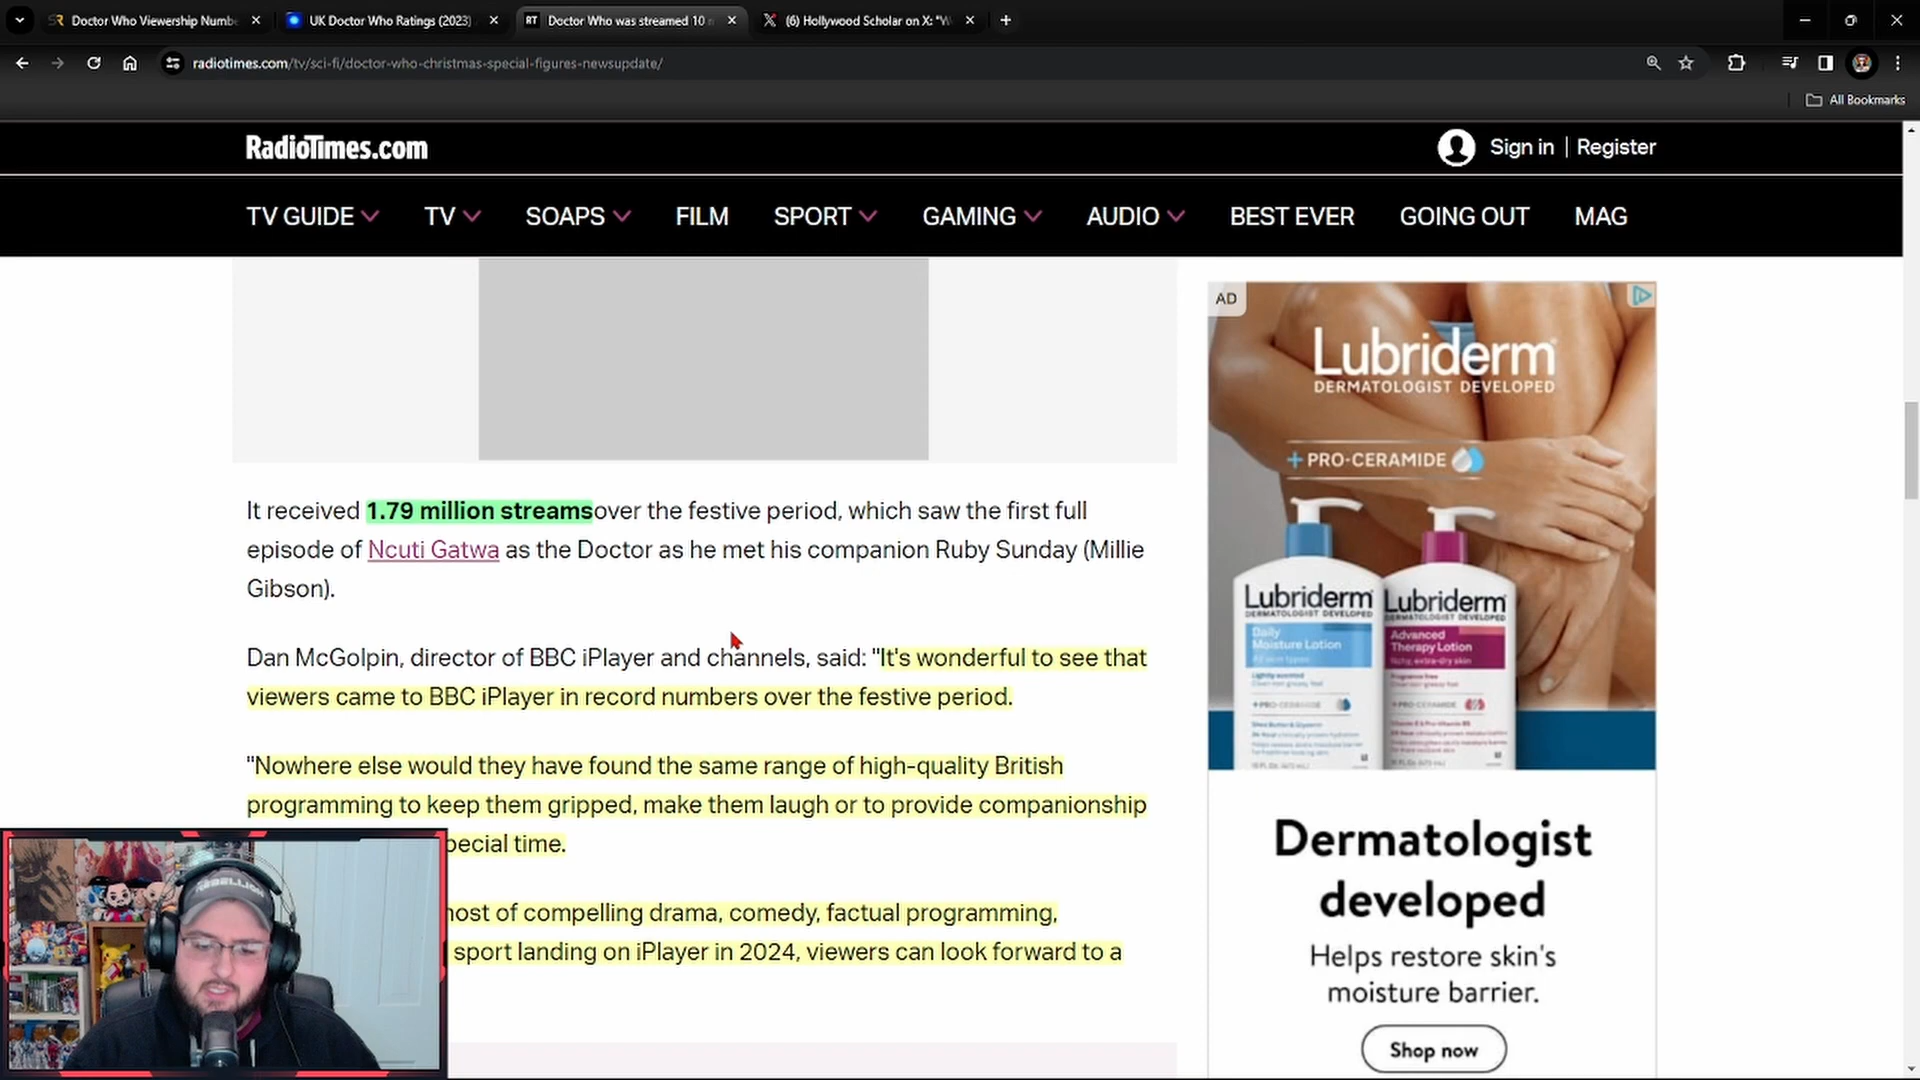 Doctor Who Viewership Numb
UK Doctor Who Ratings (2023)
RT Doctor Who was streamed 10
(6) Hollywood Scholar on X: "W
radiotimes.com/tv/sci-fi/doctor-who-christmas-special-figures-newsupdate/
All Bookmarks
RadioTimes.com
Sign in | Register
TV GUIDE TV SOAPS FILM SPORT GAMING AUDIO BEST EVER GOING OUT MAG
It received 1.79 million streams over the festive period, which saw the first full
episode of Ncuti Gatwa as the Doctor as he met his companion Ruby Sunday (Millie
Gibson).
Dan McGolpin, director of BBC iPlayer and channels, said: "It's wonderful to see that
viewers came to BBC iPlayer in record numbers over the festive period.
"Nowhere else would they have found the same range of high-quality British
programming to keep them gripped, make them laugh or to provide companionship
pecial time.
host of compelling drama, comedy, factual programming,
sport landing on iPlayer in 2024, viewers can look forward to a
REBELLION
AD
Lubriderm
DERMATOLOGIST DEVELOPED
+ PRO-CERAMIDE
Lubriderm
DERMATOLOGIST DEVELOPED
Daily
Moisture Lotion
Lubriderm
DERMATOLOGIST DEVELOPED
Advanced
Therapy Lotion
Dermatologist
developed
Helps restore skin's
moisture barrier.
Shop now